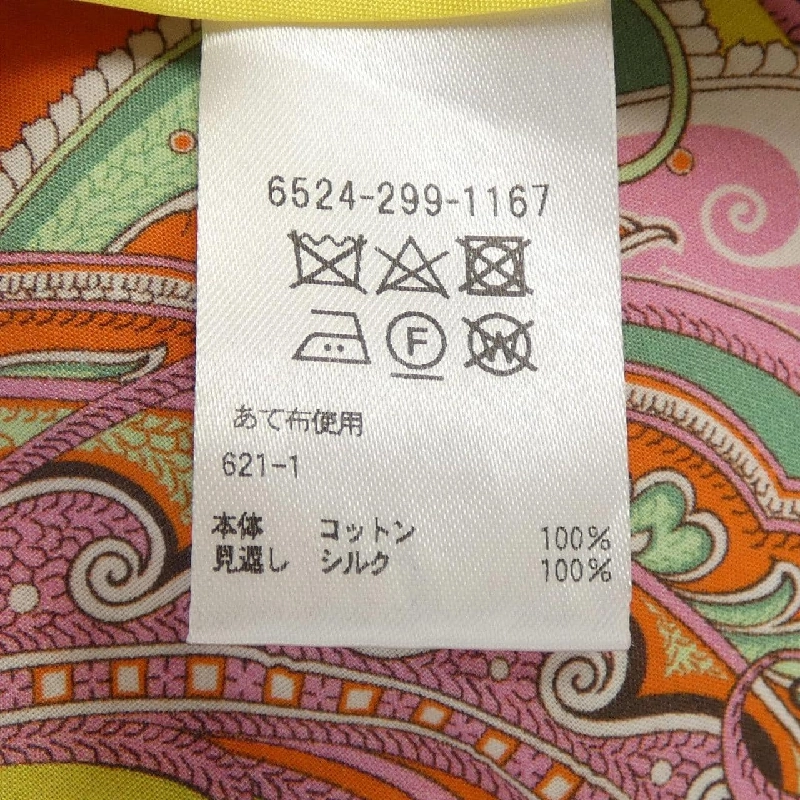 6524-299-1167
F W
あて布使用
621-1
本体 コットン 100%
見返し シルク 100%